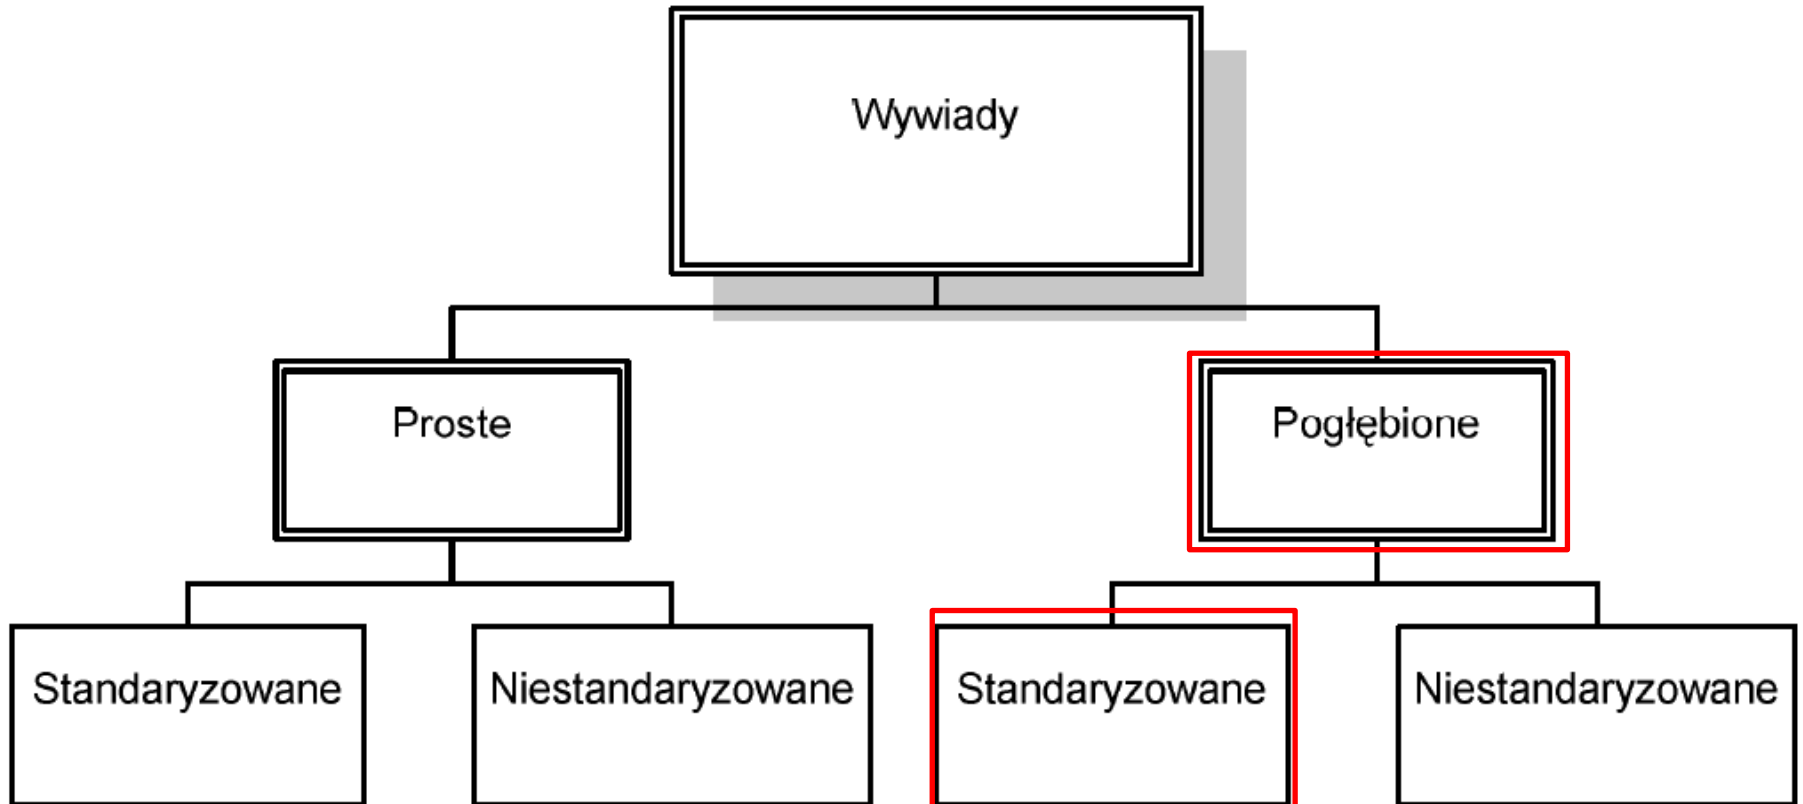 Wywiady
Proste
Pogłębione
Standaryzowane
Niestandaryzowane
Standaryzowane
Niestandaryzowane